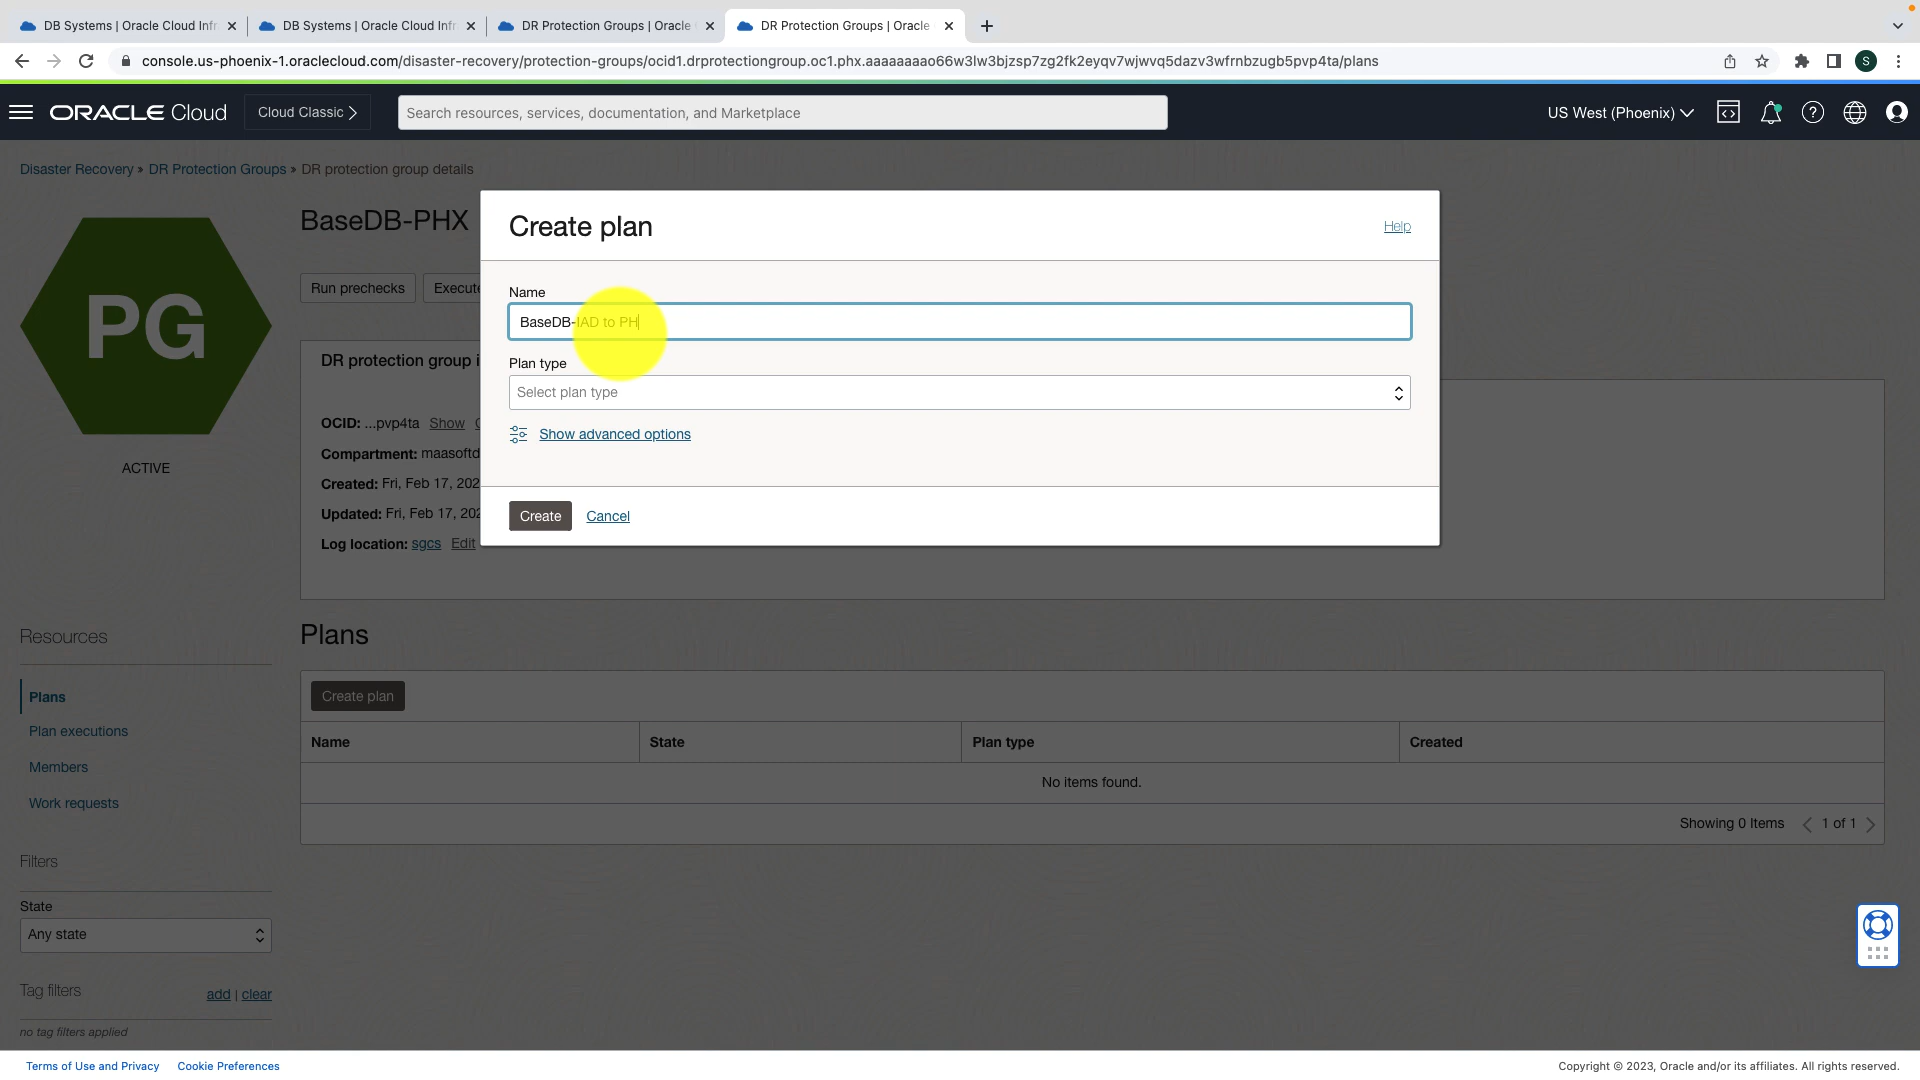 DB Systems | Oracle Cloud Infr
DB Systems | Oracle Cloud Infr
DR Protection Groups | Oracle
DR Protection Groups | Oracle
console.us-phoenix-1.oraclecloud.com/disaster-recovery/protection-groups/ocid1.drprotectiongroup.oc1.phx.aaaaaaaao66w3lw3bjzsp7zg2fk2eyqv7wjwvq5dazv3wfrnbzugb5pvp4ta/plans
S
ORACLE Cloud
Cloud Classic
Search resources, services, documentation, and Marketplace
US West (Phoenix)
Disaster Recovery » DR Protection Groups » DR protection group details
PG
ACTIVE
BaseDB-PHX
Run prechecks
Execute
DR protection group i
OCID: ...pvp4ta Show
Compartment: maasoftd
Created: Fri, Feb 17, 202
Updated: Fri, Feb 17, 202
Log location: sgcs Edit
Create plan
Help
Name
BaseDB-IAD to PH
Plan type
Select plan type
Show advanced options
Create
Cancel
Resources
Plans
Plan executions
Members
Work requests
Plans
Create plan
Name State Plan type Created
No items found.
Showing 0 Items 1 of 1
Filters
State
Any state
Tag filters add | clear
no tag filters applied
Terms of Use and Privacy Cookie Preferences
Copyright © 2023, Oracle and/or its affiliates. All rights reserved.